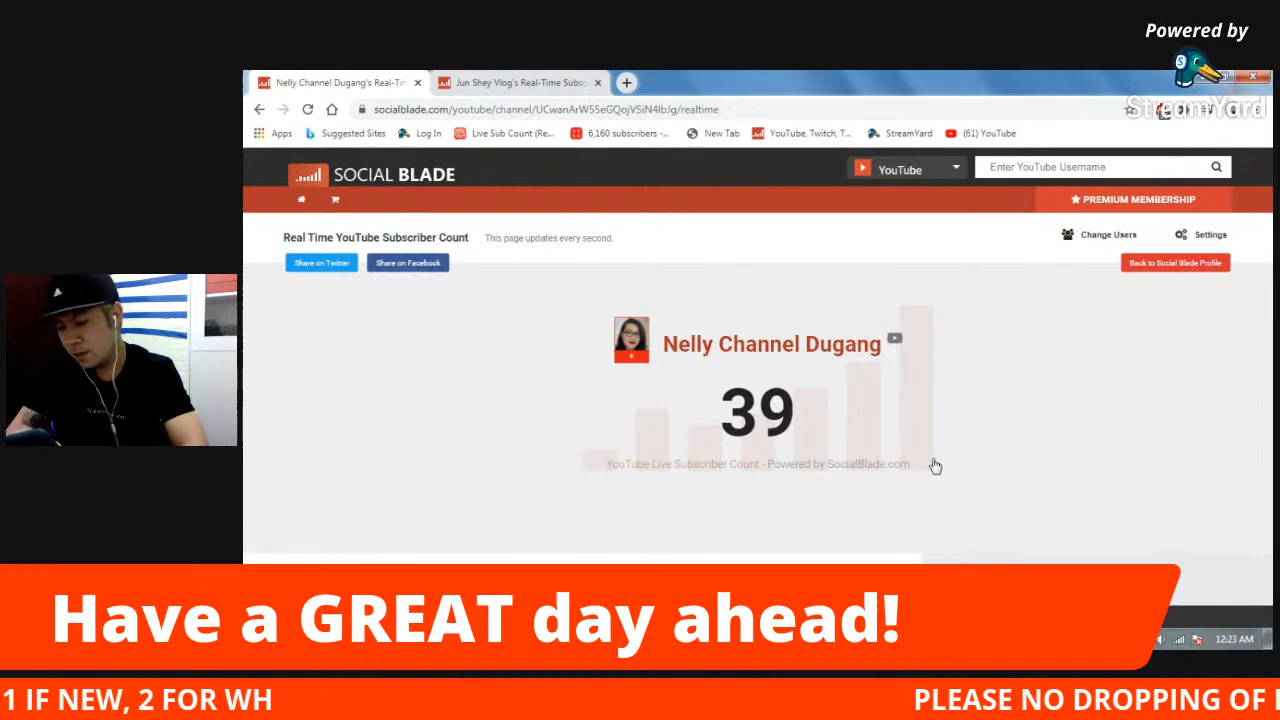 Powered by
StreamYard
Nelly Channel Dugang's Real-Tim
Jun Shey Vlog's Real-Time Subsc
socialblade.com/youtube/channel/UCwanArW55eGQojVSiN4lbJg/realtime
Apps
Suggested Sites
Log In
Live Sub Count (Re...
6,160 subscribers -...
New Tab
YouTube, Twitch, T...
StreamYard
(61) YouTube
SOCIAL BLADE
YouTube
Enter YouTube Username
PREMIUM MEMBERSHIP
Real Time YouTube Subscriber Count
This page updates every second.
Change Users
Settings
Share on Twitter
Share on Facebook
Back to Social Blade Profile
Nelly Channel Dugang
39
YouTube Live Subscriber Count - Powered by SocialBlade.com
Have a GREAT day ahead!
12:23 AM
1 IF NEW, 2 FOR WH
PLEASE NO DROPPING OF